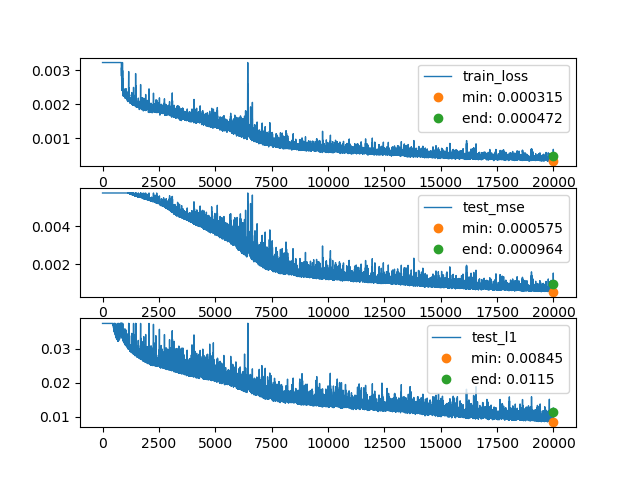 0.003
0.002
0.001
train_loss
min: 0.000315
end: 0.000472
0 2500 5000 7500 10000 12500 15000 17500 20000
0.004
0.002
test_mse
min: 0.000575
end: 0.000964
0 2500 5000 7500 10000 12500 15000 17500 20000
0.03
0.02
0.01
test_l1
min: 0.00845
end: 0.0115
0 2500 5000 7500 10000 12500 15000 17500 20000